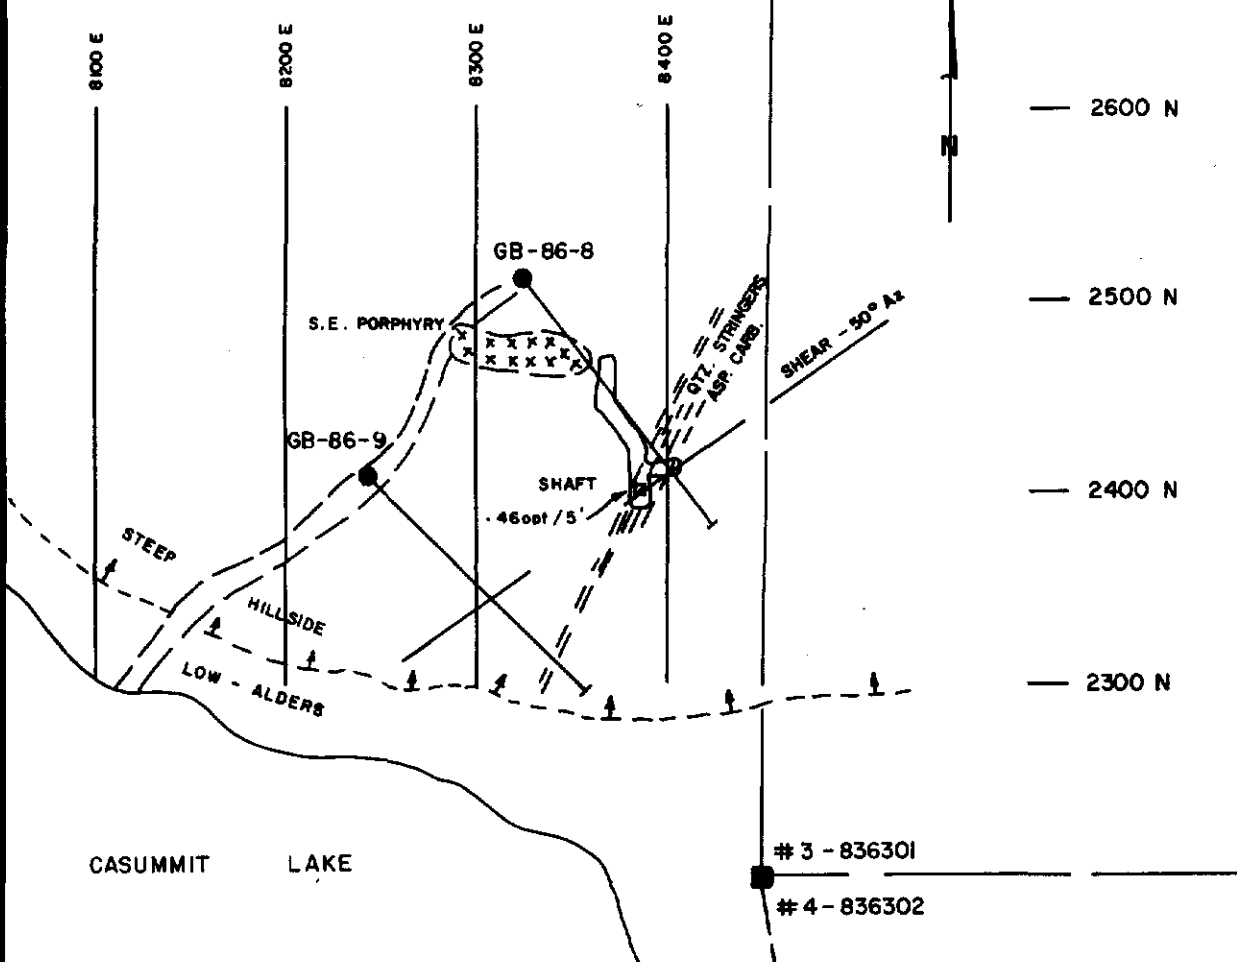 8100 E
8200 E
8300 E
8400 E
2600 N
N
GB-86-8
2500 N
S.E. PORPHYRY
QTZ. STRINGERS
ASP. CARB.
SHEAR - 50° Az
GB-86-9
SHAFT
.46opt/5'
2400 N
STEEP
HILLSIDE
LOW - ALDERS
2300 N
CASUMMIT LAKE
#3-836301
#4-836302